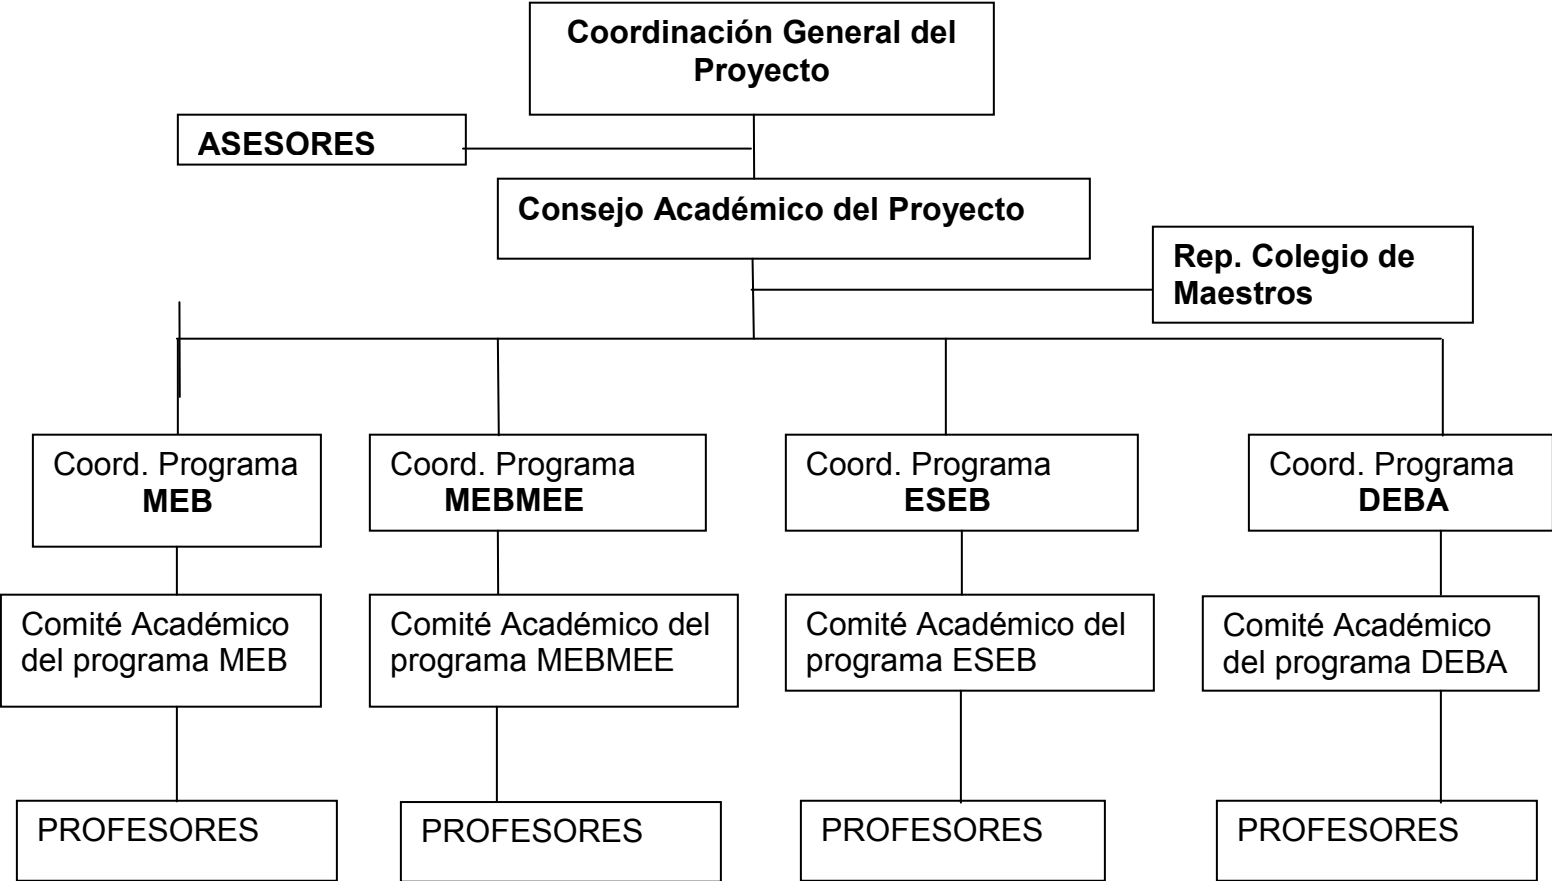 Coordinación General del
Proyecto
ASESORES
Consejo Académico del Proyecto
Rep. Colegio de
Maestros
Coord. Programa
MEB
Coord. Programa
MEBMEE
Coord. Programa
ESEB
Coord. Programa
DEBA
Comité Académico
del programa MEB
Comité Académico del
programa MEBMEE
Comité Académico del
programa ESEB
Comité Académico
del programa DEBA
PROFESORES
PROFESORES
PROFESORES
PROFESORES